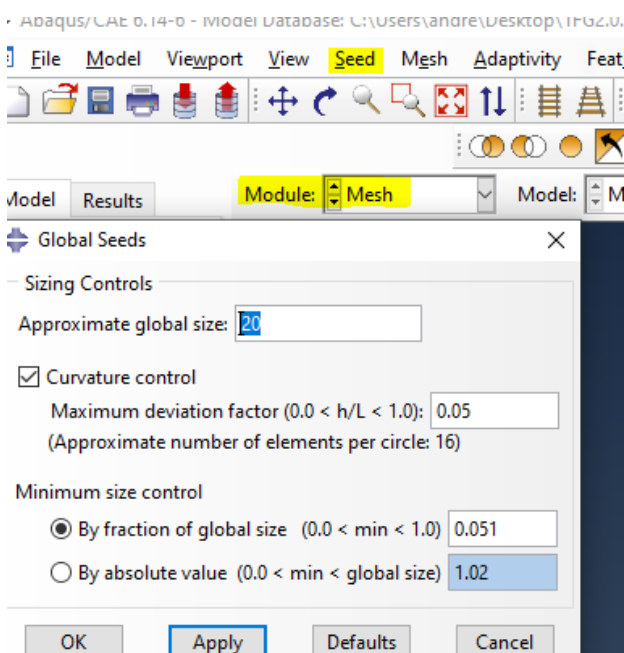 Abaqus/CAE 6.14-6 - Model Database: C:\Users\andre\Desktop\TFG2.0.
File Model Viewport View Seed Mesh Adaptivity Feat
Model Results Module: Mesh Model: M
Global Seeds
Sizing Controls
Approximate global size: 20
Curvature control
Maximum deviation factor (0.0 < h/L < 1.0): 0.05
(Approximate number of elements per circle: 16)
Minimum size control
By fraction of global size (0.0 < min < 1.0) 0.051
By absolute value (0.0 < min < global size) 1.02
OK Apply Defaults Cancel